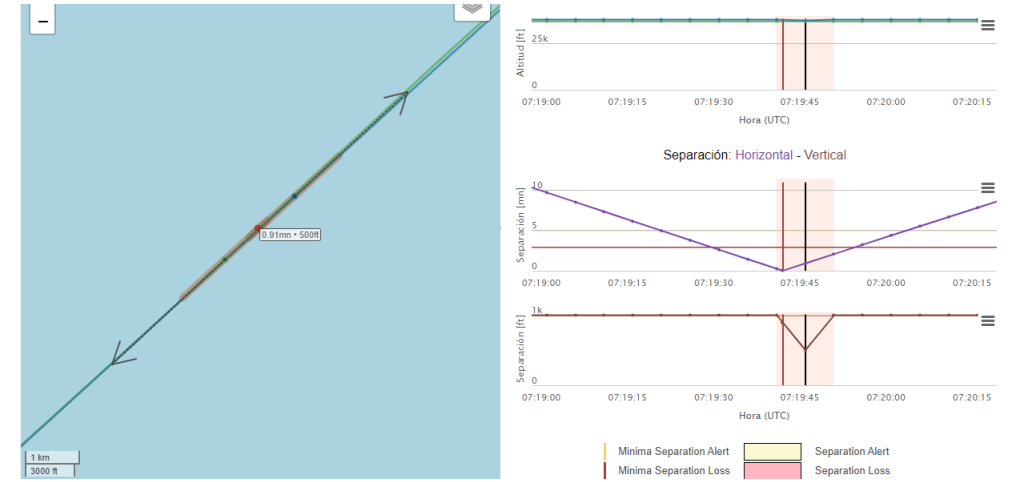 −
0.91mn • 500ft
1 km
3000 ft
Altitud [ft]
25k
0
07:19:00 07:19:15 07:19:30 07:19:45 07:20:00 07:20:15
Hora (UTC)
Separación: Horizontal - Vertical
Separación [mn]
10
5
0
07:19:00 07:19:15 07:19:30 07:19:45 07:20:00 07:20:15
Separación [ft]
1k
0
07:19:00 07:19:15 07:19:30 07:19:45 07:20:00 07:20:15
Hora (UTC)
Minima Separation Alert Separation Alert
Minima Separation Loss Separation Loss